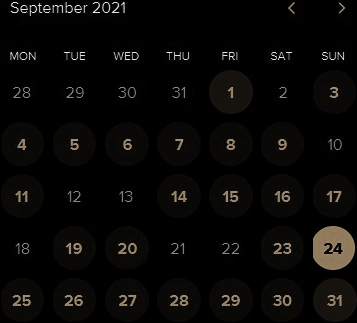 September 2021 < >
MON TUE WED THU FRI SAT SUN
28 29 30 31 1 2 3
4 5 6 7 8 9 10
11 12 13 14 15 16 17
18 19 20 21 22 23 24
25 26 27 28 29 30 31